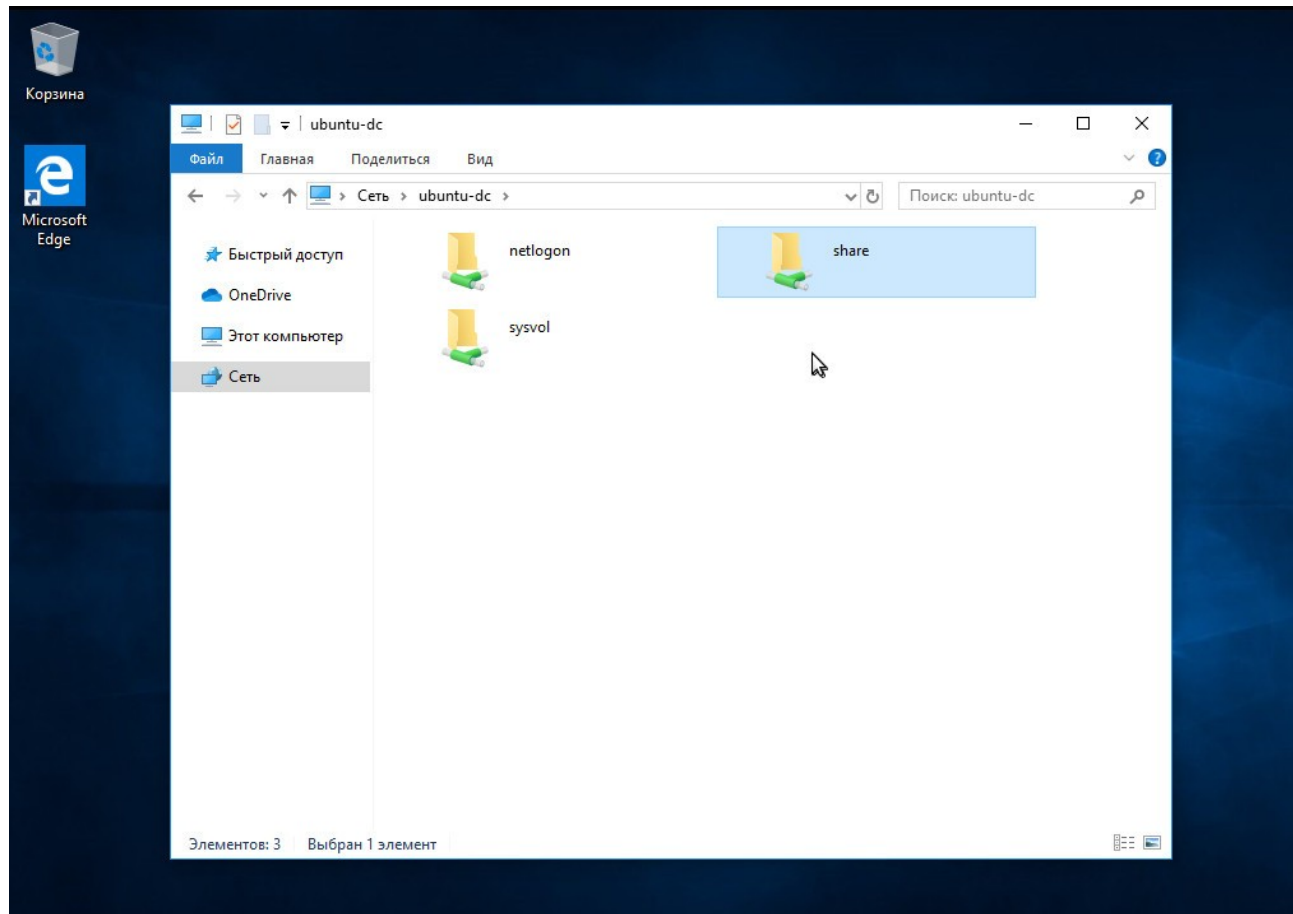 Корзина
Microsoft
Edge
ubuntu-dc
Файл Главная Поделиться Вид
Сеть ubuntu-dc
Поиск: ubuntu-dc
Быстрый доступ
OneDrive
Этот компьютер
Сеть
netlogon
share
sysvol
Элементов: 3 Выбран 1 элемент